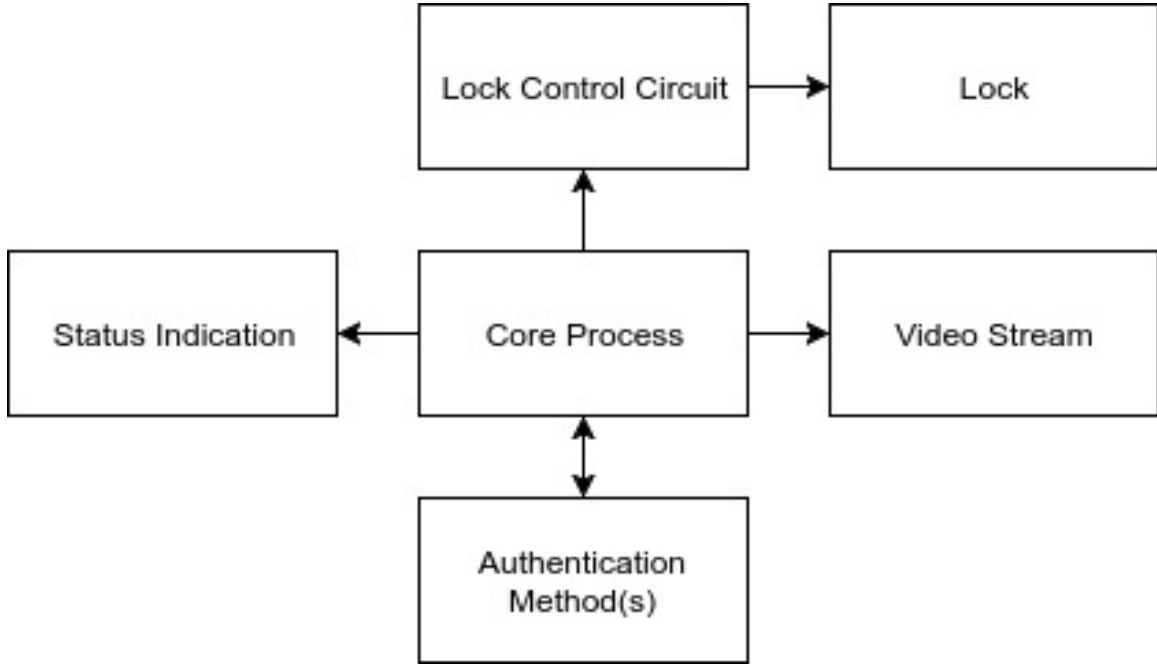 Lock Control Circuit
Lock
Status Indication
Core Process
Video Stream
Authentication
Method(s)